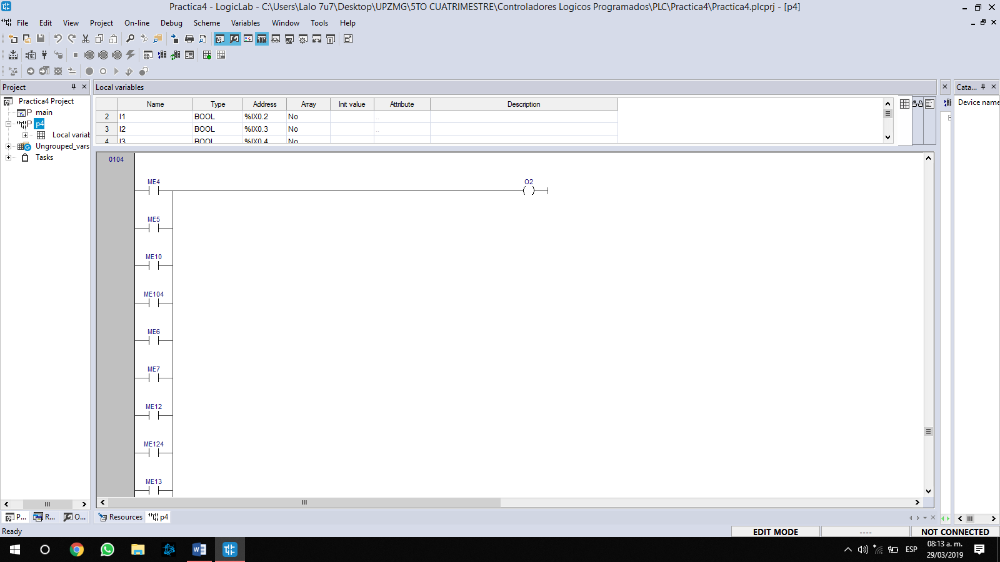 Practica4 - LogicLab - C:\Users\Lalo 7u7\Desktop\UPZMG\5TO CUATRIMESTRE\Controladores Logicos Programados\PLC\Practica4\Practica4.plcprj - [p4]
File Edit View Project On-line Debug Scheme Variables Window Tools Help
Project
Practica4 Project
main
p4
Local variab
Ungrouped_vars
Tasks
Local variables
Name Type Address Array Init value Attribute Description
2 I1 BOOL %IX0.2 No ..
3 I2 BOOL %IX0.3 No ..
4 I3 BOOL %IX0.4 No
Cata...
Device name
0104
ME4 O2
ME5
ME10
ME104
ME6
ME7
ME12
ME124
ME13
P... R... O...
Resources p4
Ready
EDIT MODE ---- NOT CONNECTED
ESP
08:13 a. m.
29/03/2019